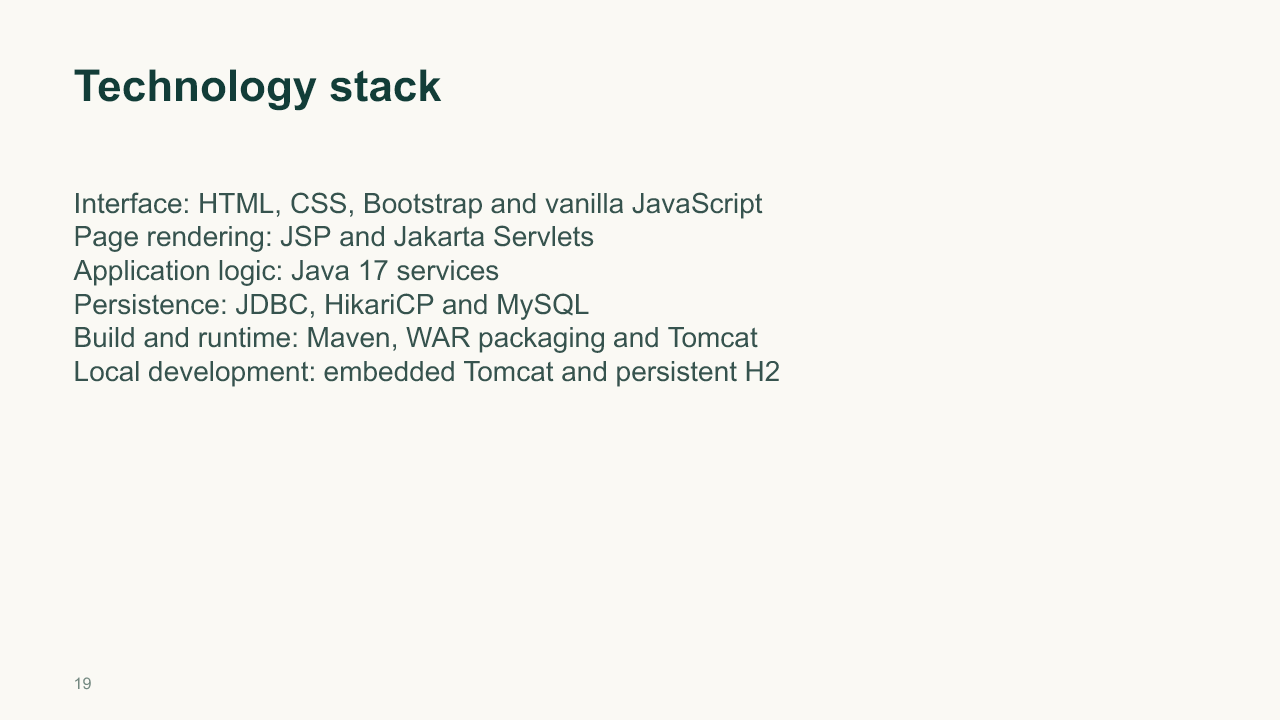 Technology stack
Interface: HTML, CSS, Bootstrap and vanilla JavaScript
Page rendering: JSP and Jakarta Servlets
Application logic: Java 17 services
Persistence: JDBC, HikariCP and MySQL
Build and runtime: Maven, WAR packaging and Tomcat
Local development: embedded Tomcat and persistent H2
19